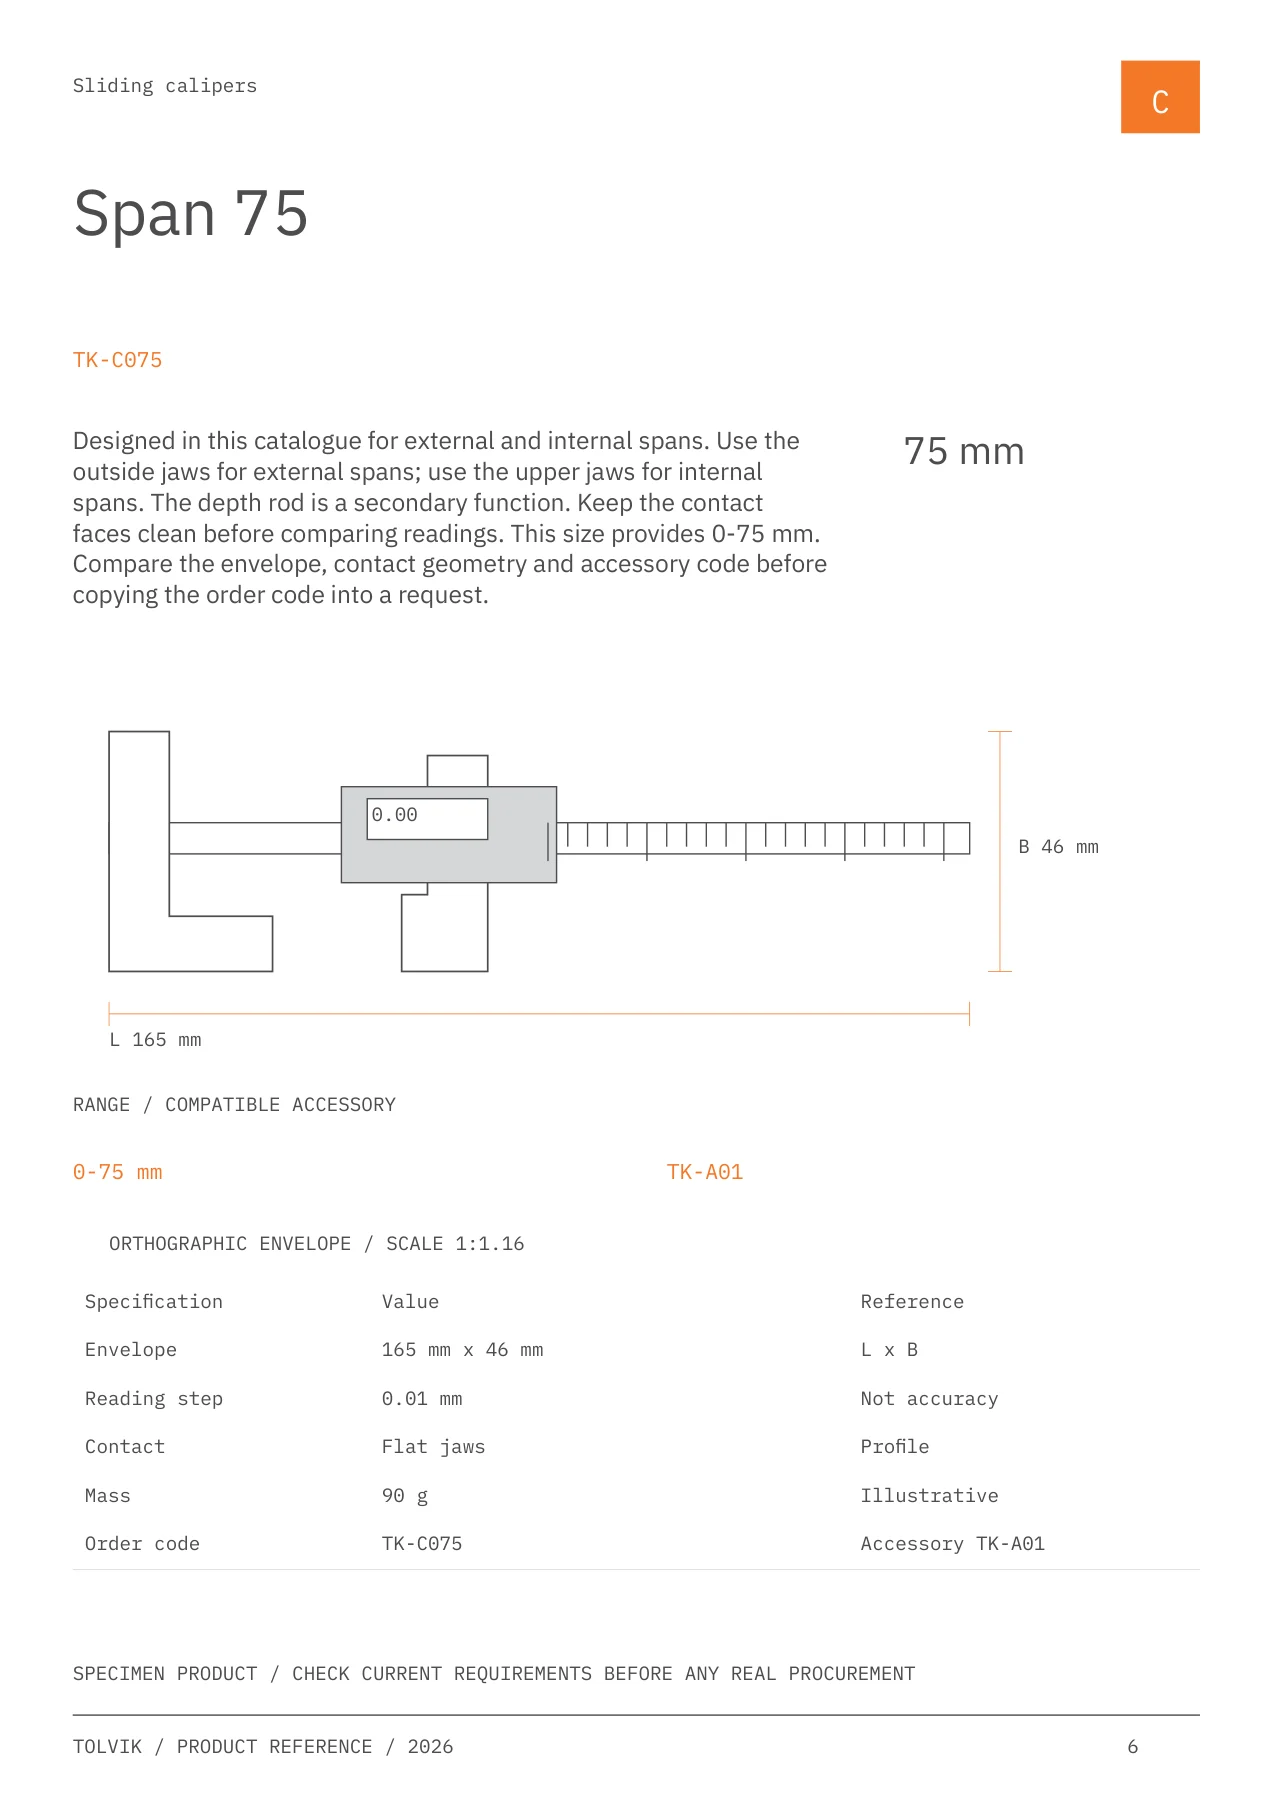 Sliding calipers
C
Span 75
TK-C075
Designed in this catalogue for external and internal spans. Use the
outside jaws for external spans; use the upper jaws for internal
spans. The depth rod is a secondary function. Keep the contact
faces clean before comparing readings. This size provides 0-75 mm.
Compare the envelope, contact geometry and accessory code before
copying the order code into a request.
75 mm
0.00
B 46 mm
L 165 mm
RANGE / COMPATIBLE ACCESSORY
0-75 mm TK-A01
ORTHOGRAPHIC ENVELOPE / SCALE 1:1.16
Specification Value Reference
Envelope 165 mm x 46 mm L x B
Reading step 0.01 mm Not accuracy
Contact Flat jaws Profile
Mass 90 g Illustrative
Order code TK-C075 Accessory TK-A01
SPECIMEN PRODUCT / CHECK CURRENT REQUIREMENTS BEFORE ANY REAL PROCUREMENT
TOLVIK / PRODUCT REFERENCE / 2026 6